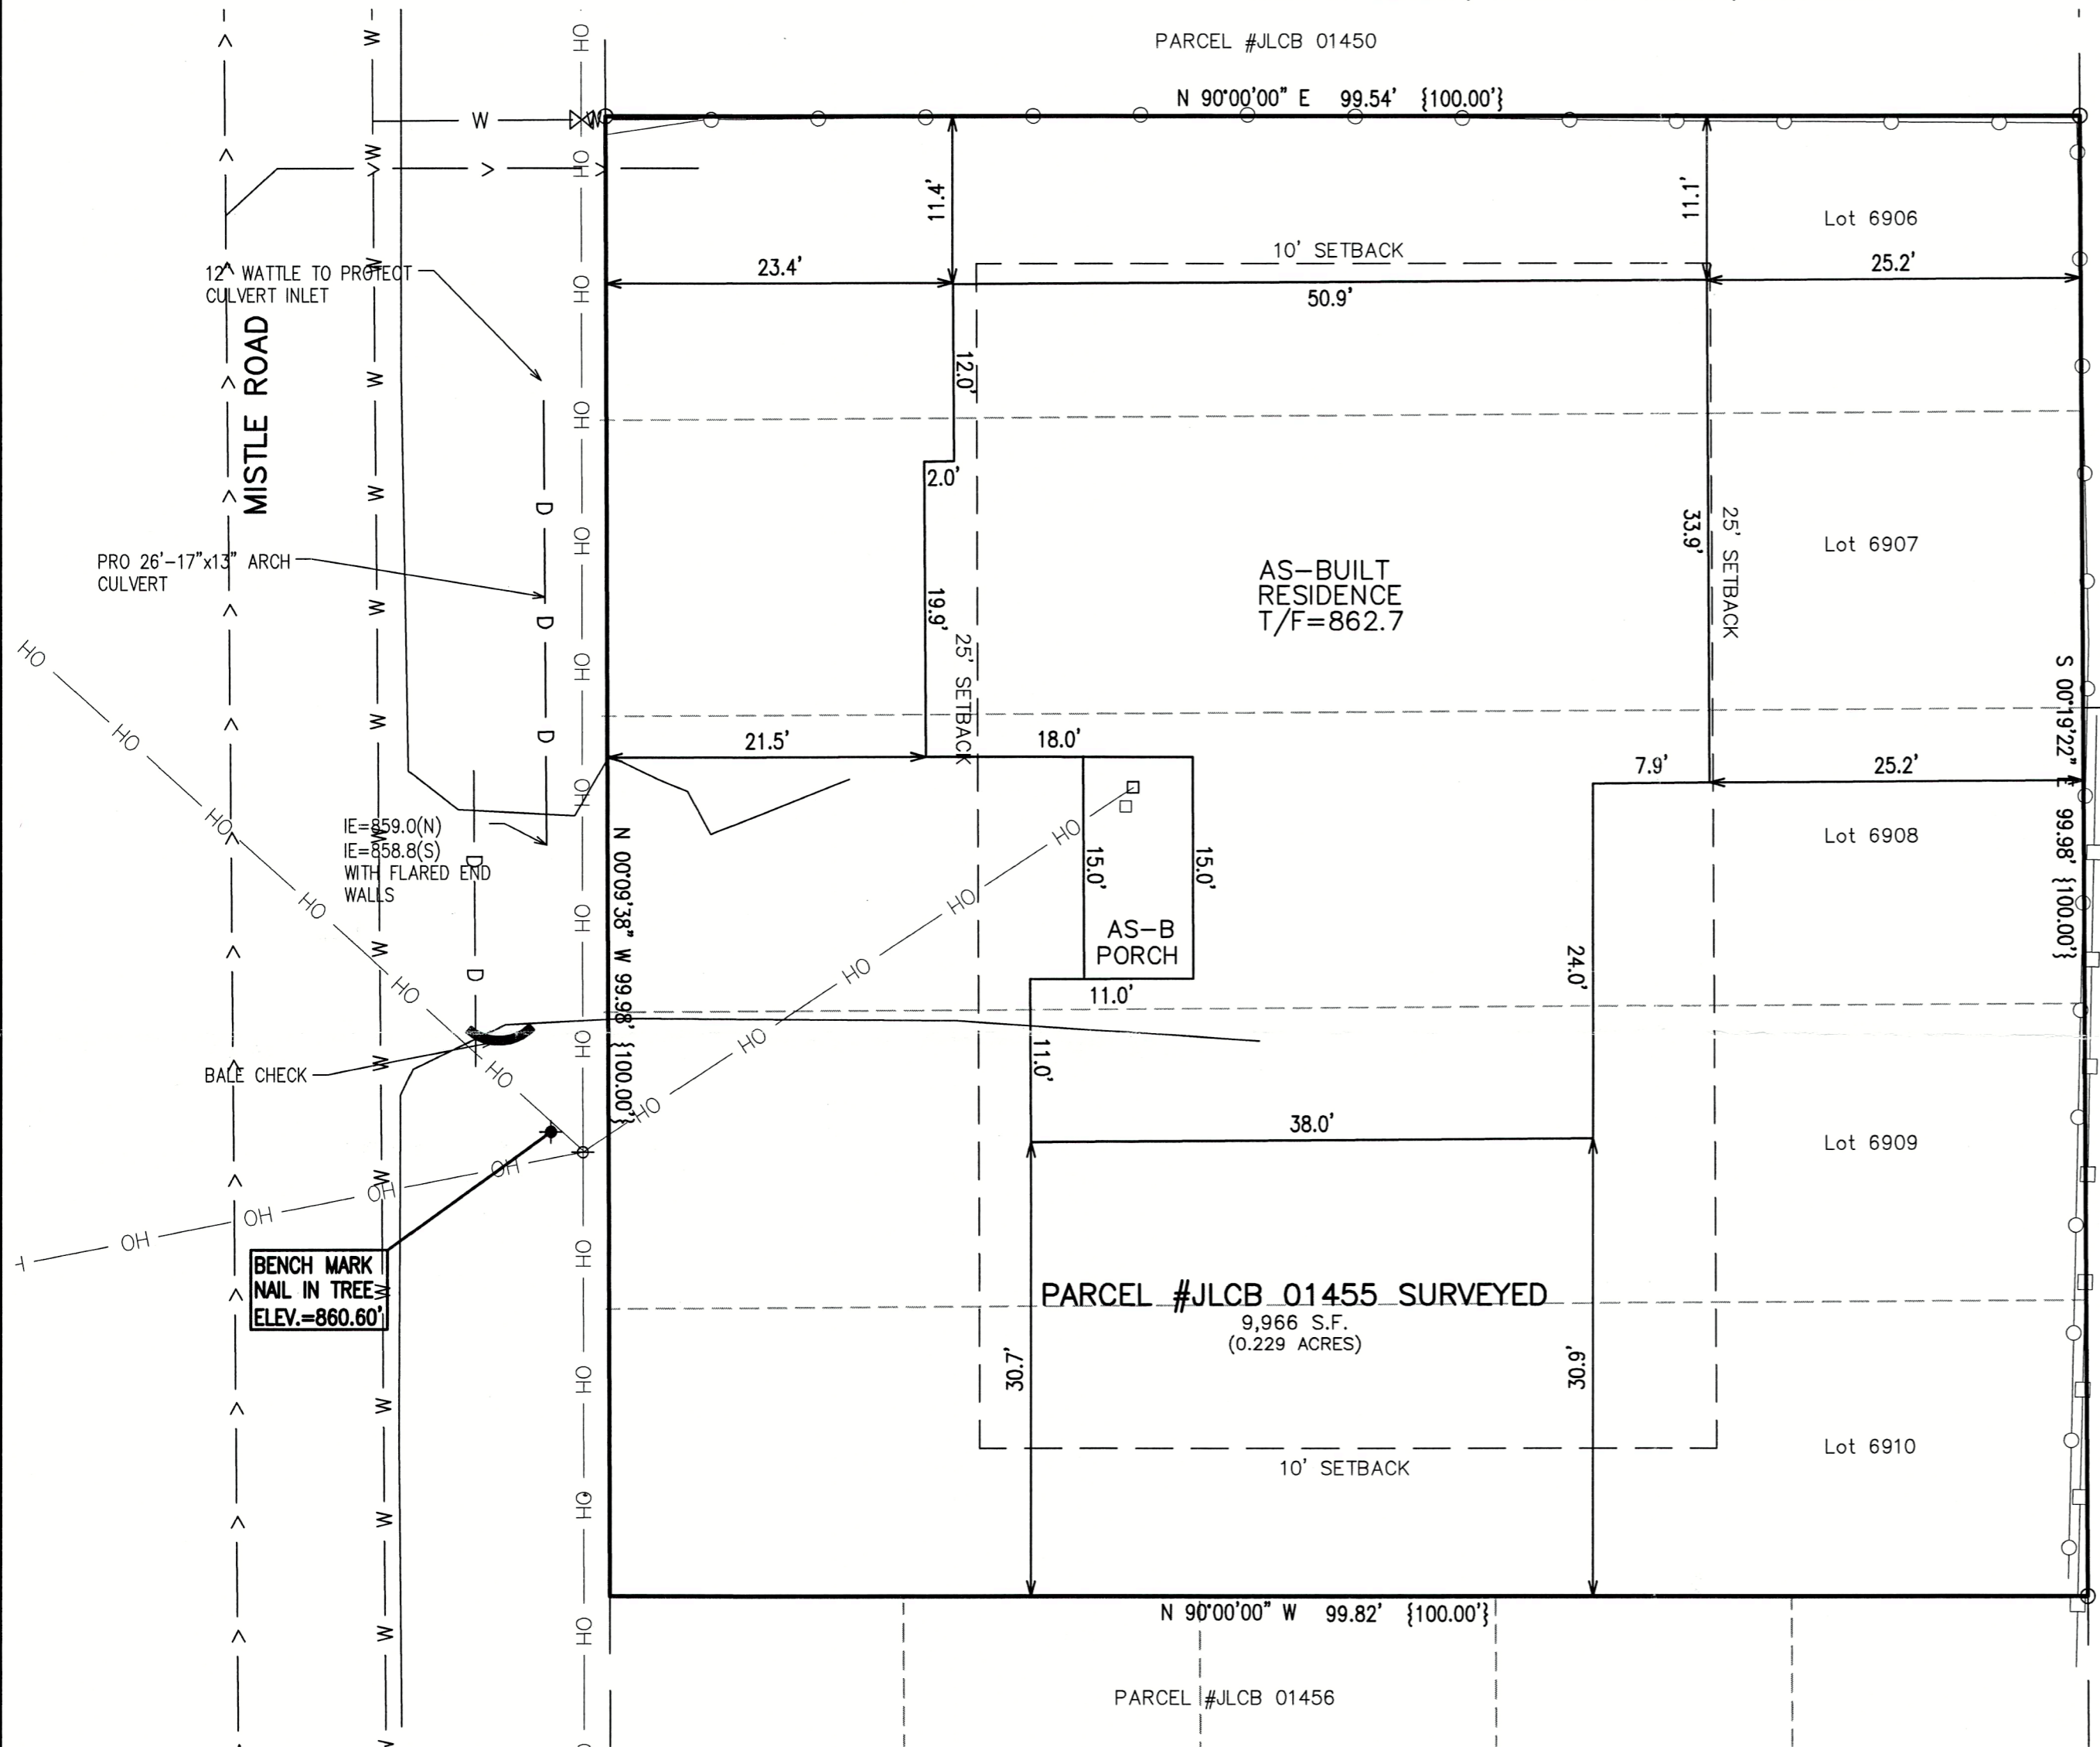 PARCEL #JLCB 01450
N 90°00'00" E 99.54' {100.00'}
W
11.4'
11.1'
Lot 6906
10' SETBACK
23.4'
25.2'
50.9'
12" WATTLE TO PROTECT
CULVERT INLET
MISTLE ROAD
12.0'
2.0'
33.9'
25' SETBACK
Lot 6907
PRO 26'-17"x13" ARCH
CULVERT
AS-BUILT
RESIDENCE
T/F=862.7
19.9'
25' SETBACK
S 00°19'22" E 99.98' {100.00'}
21.5'
18.0'
7.9'
25.2'
IE=859.0(N)
IE=858.8(S)
WITH FLARED END
WALLS
N 00°09'38" W 99.98' {100.00'}
15.0'
15.0'
Lot 6908
AS-B
PORCH
11.0'
24.0'
BALE CHECK
11.0'
38.0'
Lot 6909
OH
D
BENCH MARK
NAIL IN TREE
ELEV.=860.60'
PARCEL #JLCB 01455 SURVEYED
9,966 S.F.
(0.229 ACRES)
30.7'
30.9'
Lot 6910
10' SETBACK
N 90°00'00" W 99.82' {100.00'}
PARCEL #JLCB 01456